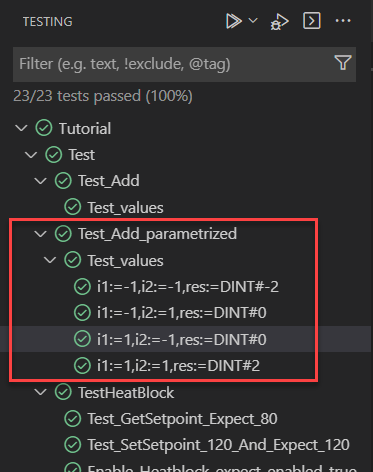 TESTING
Filter (e.g. text, !exclude, @tag)
23/23 tests passed (100%)
Tutorial
Test
Test_Add
Test_values
Test_Add_parametrized
Test_values
i1:=-1,i2:=-1,res:=DINT#-2
i1:=-1,i2:=1,res:=DINT#0
i1:=1,i2:=-1,res:=DINT#0
i1:=1,i2:=1,res:=DINT#2
TestHeatBlock
Test_GetSetpoint_Expect_80
Test_SetSetpoint_120_And_Expect_120
Enable_Heatblock_expect_enabled_true